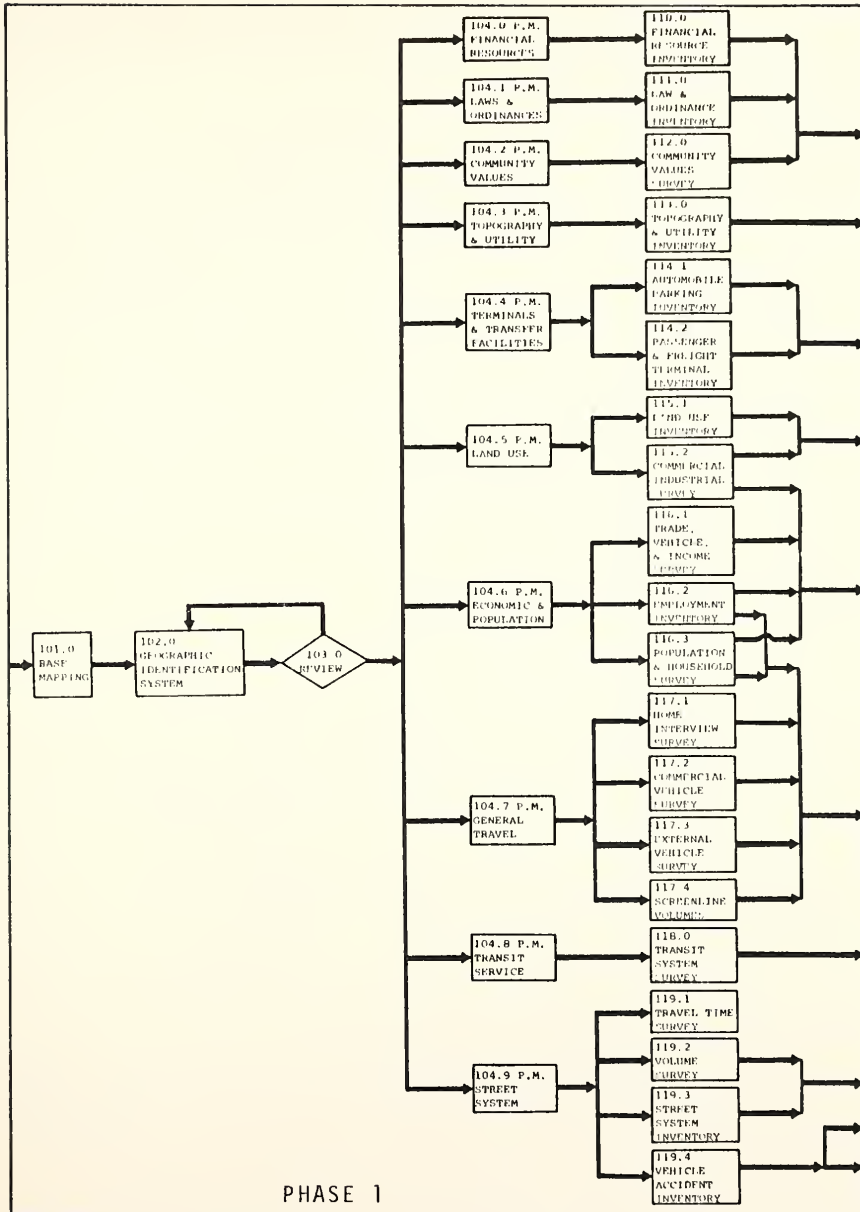 104.0 P.M.
FINANCIAL
RESOURCES
110.0
FINANCIAL
RESOURCE
INVENTORY
104.1 P.M.
LAWS &
ORDINANCES
111.0
LAW &
ORDINANCE
INVENTORY
104.2 P.M.
COMMUNITY
VALUES
112.0
COMMUNITY
VALUES
SURVEY
104.3 P.M.
TOPOGRAPHY
& UTILITY
113.0
TOPOGRAPHY
& UTILITY
INVENTORY
104.4 P.M.
TERMINALS
& TRANSFER
FACILITIES
114.1
AUTOMOBILE
PARKING
INVENTORY
114.2
PASSENGER
& FREIGHT
TERMINAL
INVENTORY
104.5 P.M.
LAND USE
115.1
LAND USE
INVENTORY
115.2
COMMERCIAL
INDUSTRIAL
SURVEY
101.0
BASE
MAPPING
102.0
GEOGRAPHIC
IDENTIFICATION
SYSTEM
103.0
REVIEW
104.6 P.M.
ECONOMIC &
POPULATION
116.1
TRADE,
VEHICLE,
& INCOME
SURVEY
116.2
EMPLOYMENT
INVENTORY
116.3
POPULATION
& HOUSEHOLD
SURVEY
104.7 P.M.
GENERAL
TRAVEL
117.1
HOME
INTERVIEW
SURVEY
117.2
COMMERCIAL
VEHICLE
SURVEY
117.3
EXTERNAL
VEHICLE
SURVEY
117.4
SCREENLINE
VOLUMES
104.8 P.M.
TRANSIT
SERVICE
118.0
TRANSIT
SYSTEM
SURVEY
104.9 P.M.
STREET
SYSTEM
119.1
TRAVEL TIME
SURVEY
119.2
VOLUME
SURVEY
119.3
STREET
SYSTEM
INVENTORY
119.4
VEHICLE
ACCIDENT
INVENTORY
PHASE 1